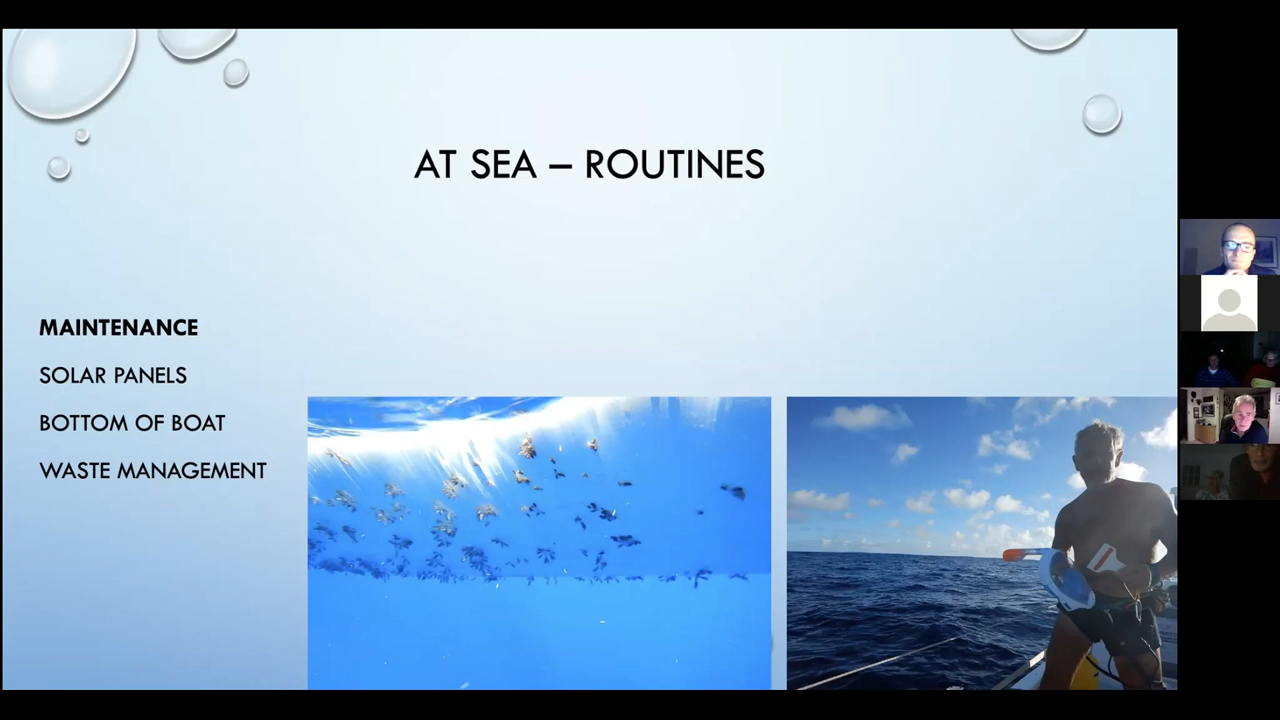 AT SEA – ROUTINES
MAINTENANCE
SOLAR PANELS
BOTTOM OF BOAT
WASTE MANAGEMENT